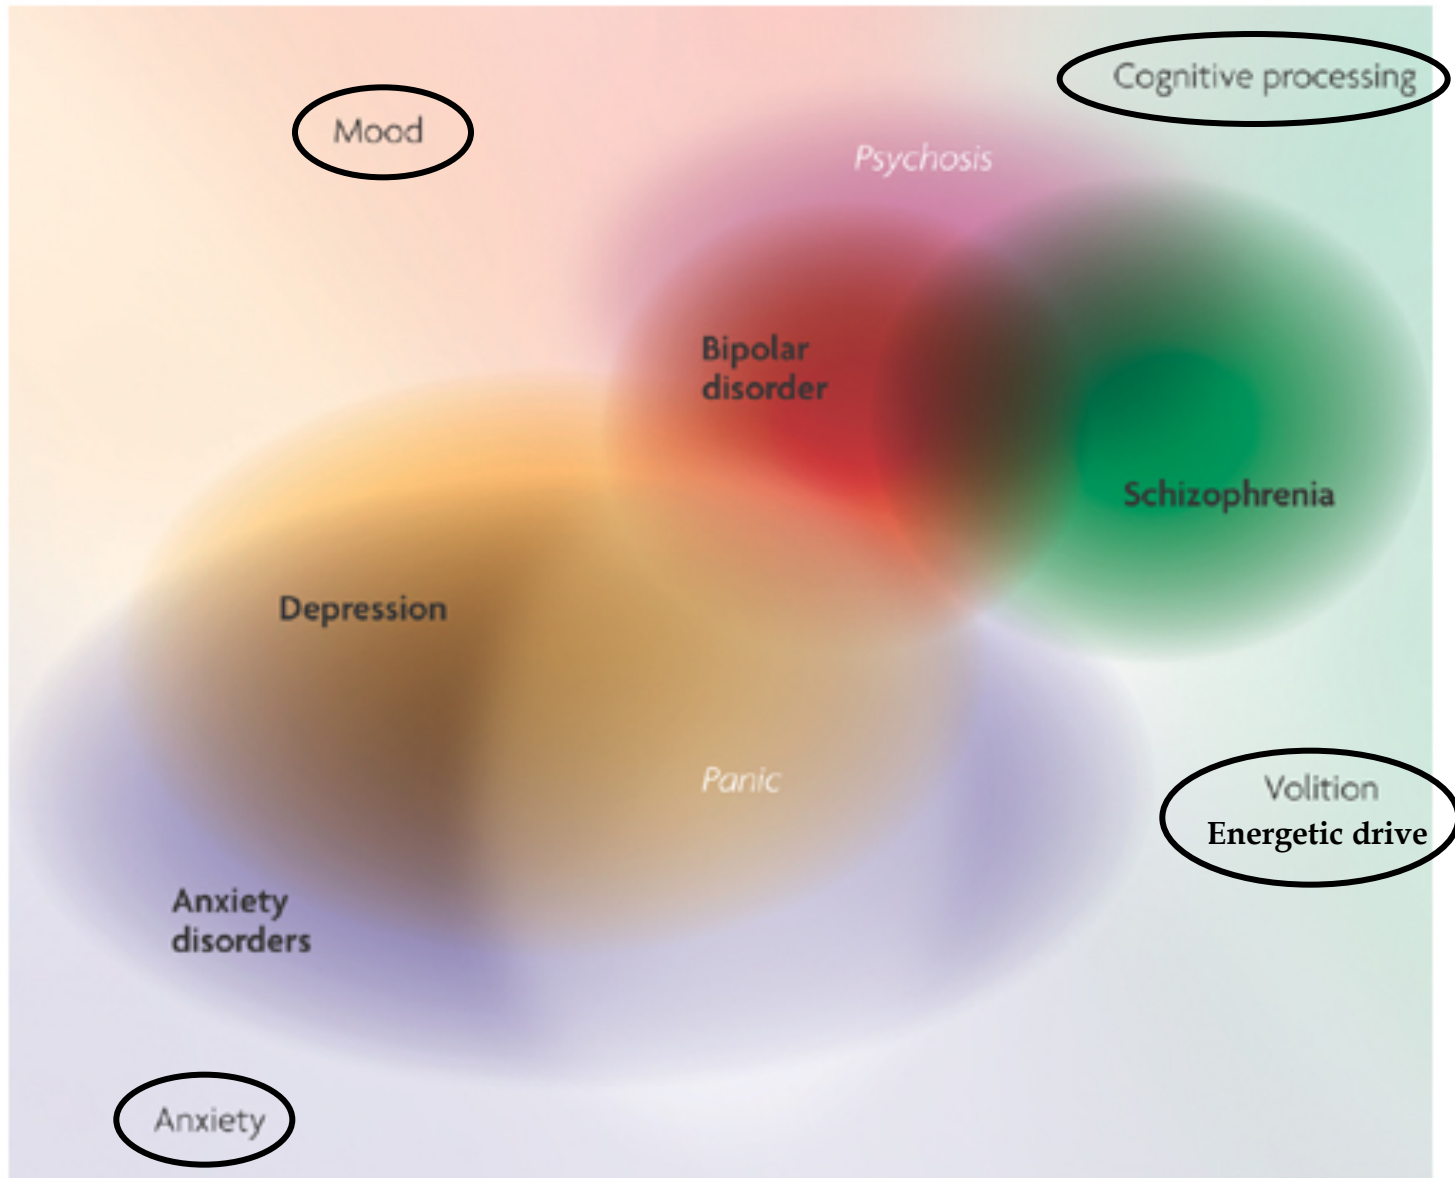 Cognitive processing
Mood
Psychosis
Bipolar
disorder
Schizophrenia
Depression
Panic
Volition
Energetic drive
Anxiety
disorders
Anxiety